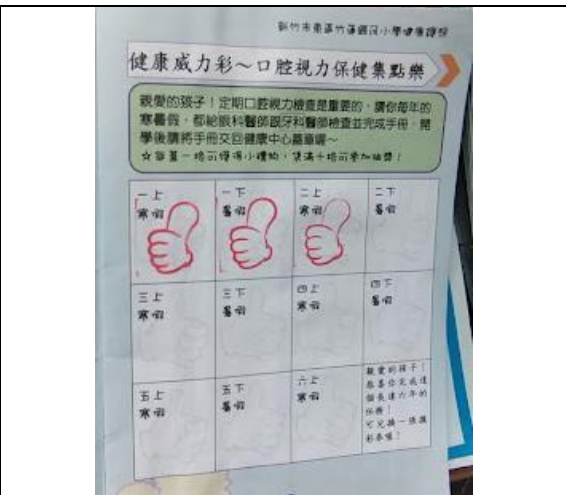 新竹市東區竹蓮國民小學健康護照
健康威力彩～口腔視力保健集點樂
親愛的孩子！定期口腔視力檢查是重要的，請你每年的
寒暑假，都給眼科醫師跟牙科醫師檢查並完成手冊，開
學後請將手冊交回健康中心蓋章喔～
☆每蓋一格可獲得小禮物，集滿十格可參加抽獎！
一上
寒假
一下
暑假
二上
寒假
二下
暑假
三上
寒假
三下
暑假
四上
寒假
四下
暑假
五上
寒假
五下
暑假
六上
寒假
親愛的孩子！
恭喜你完成這
個長達六年的
任務！
可兌換一張摸
彩券喔！